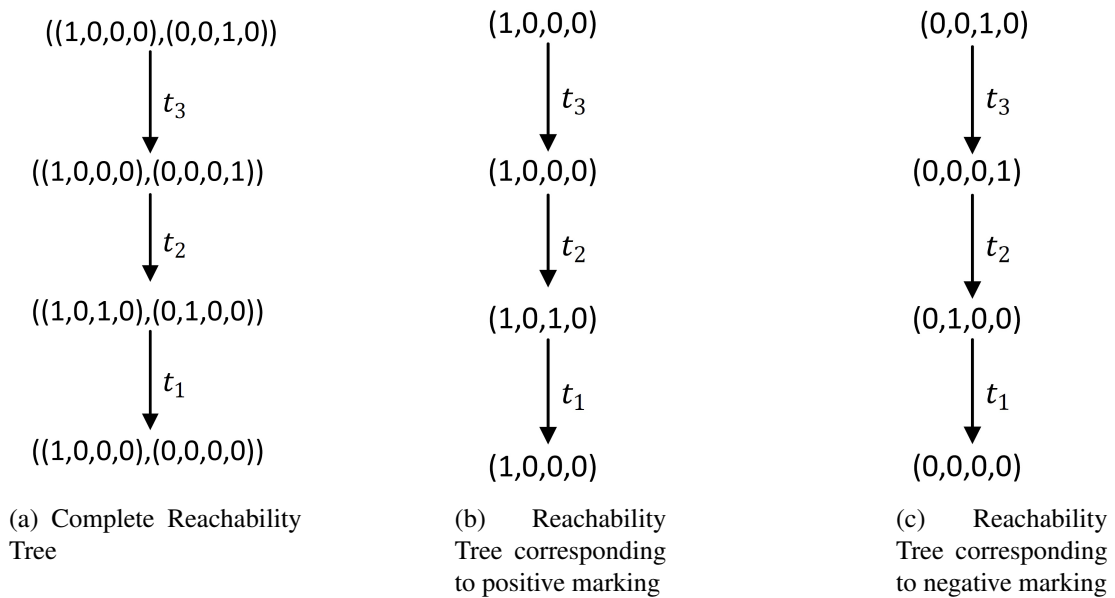 ((1,0,0,0),(0,0,1,0))
t₃
((1,0,0,0),(0,0,0,1))
t₂
((1,0,1,0),(0,1,0,0))
t₁
((1,0,0,0),(0,0,0,0))
(a) Complete Reachability
Tree
(1,0,0,0)
t₃
(1,0,0,0)
t₂
(1,0,1,0)
t₁
(1,0,0,0)
(b) Reachability
Tree corresponding
to positive marking
(0,0,1,0)
t₃
(0,0,0,1)
t₂
(0,1,0,0)
t₁
(0,0,0,0)
(c) Reachability
Tree corresponding
to negative marking